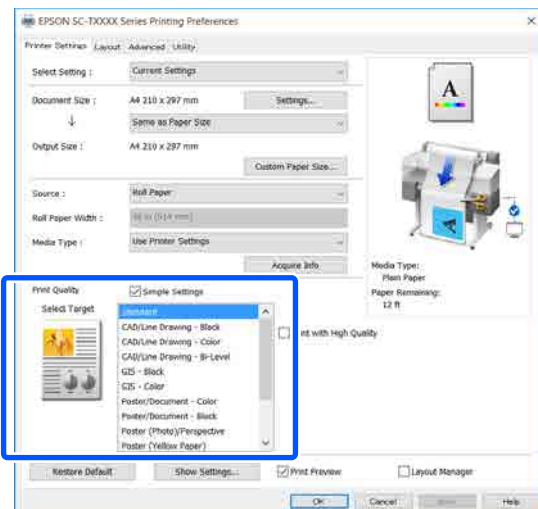 EPSON SC-TXXXX Series Printing Preferences
Printer Settings Layout Advanced Utility
Select Setting : Current Settings
Document Size : A4 210 x 297 mm Settings...
Same as Paper Size
Output Size : A4 210 x 297 mm
Custom Paper Size...
Source : Roll Paper
Roll Paper Width :
Media Type : Use Printer Settings
Acquire Info
Media Type:
Plain Paper
Paper Remaining:
12 ft
Print Quality Simple Settings
Select Target
Standard
CAD/Line Drawing - Black
CAD/Line Drawing - Color
CAD/Line Drawing - Bi-Level
GIS - Black
GIS - Color
Poster/Document - Color
Poster/Document - Black
Poster (Photo)/Perspective
Poster (Yellow Paper)
int with High Quality
Restore Default Show Settings... Print Preview Layout Manager
OK Cancel Help